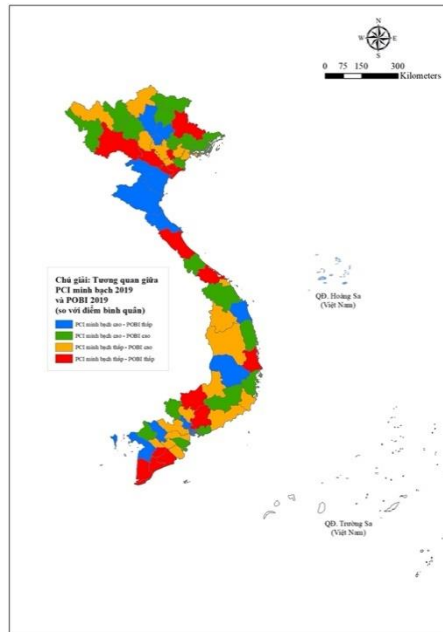 N
W E
S
0 75 150 300
Kilometers
Chú giải: Tương quan giữa
PCI minh bạch 2019
và POBI 2019
(so với điểm bình quân)
PCI minh bạch cao - POBI thấp
PCI minh bạch cao - POBI cao
PCI minh bạch thấp - POBI cao
PCI minh bạch thấp - POBI thấp
QĐ. Hoàng Sa
(Việt Nam)
QĐ. Trường Sa
(Việt Nam)